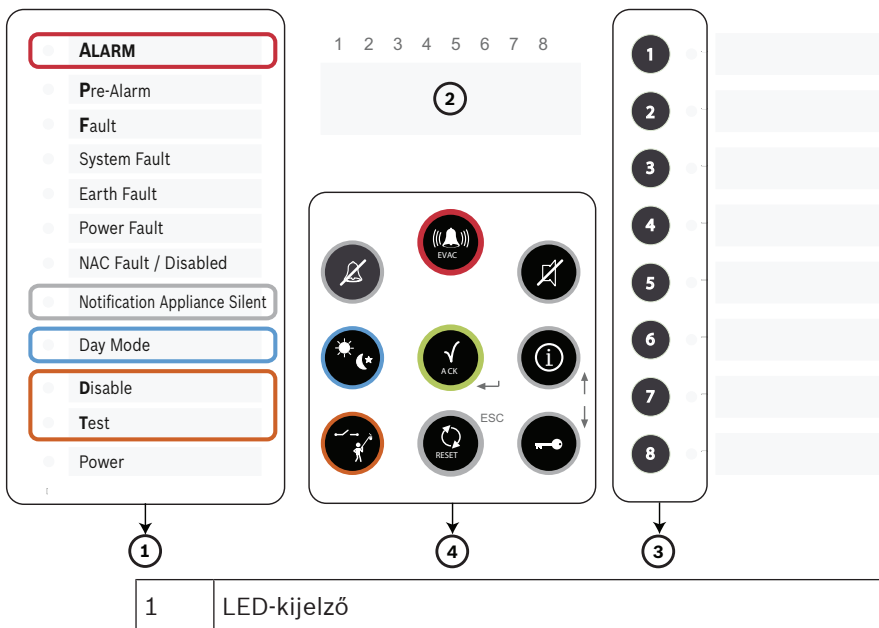 ALARM
Pre-Alarm
Fault
System Fault
Earth Fault
Power Fault
NAC Fault / Disabled
Notification Appliance Silent
Day Mode
Disable
Test
Power
1
1 2 3 4 5 6 7 8
2
EVAC
ACK
i
ESC
RESET
4
1
2
3
4
5
6
7
8
3
1 LED-kijelző